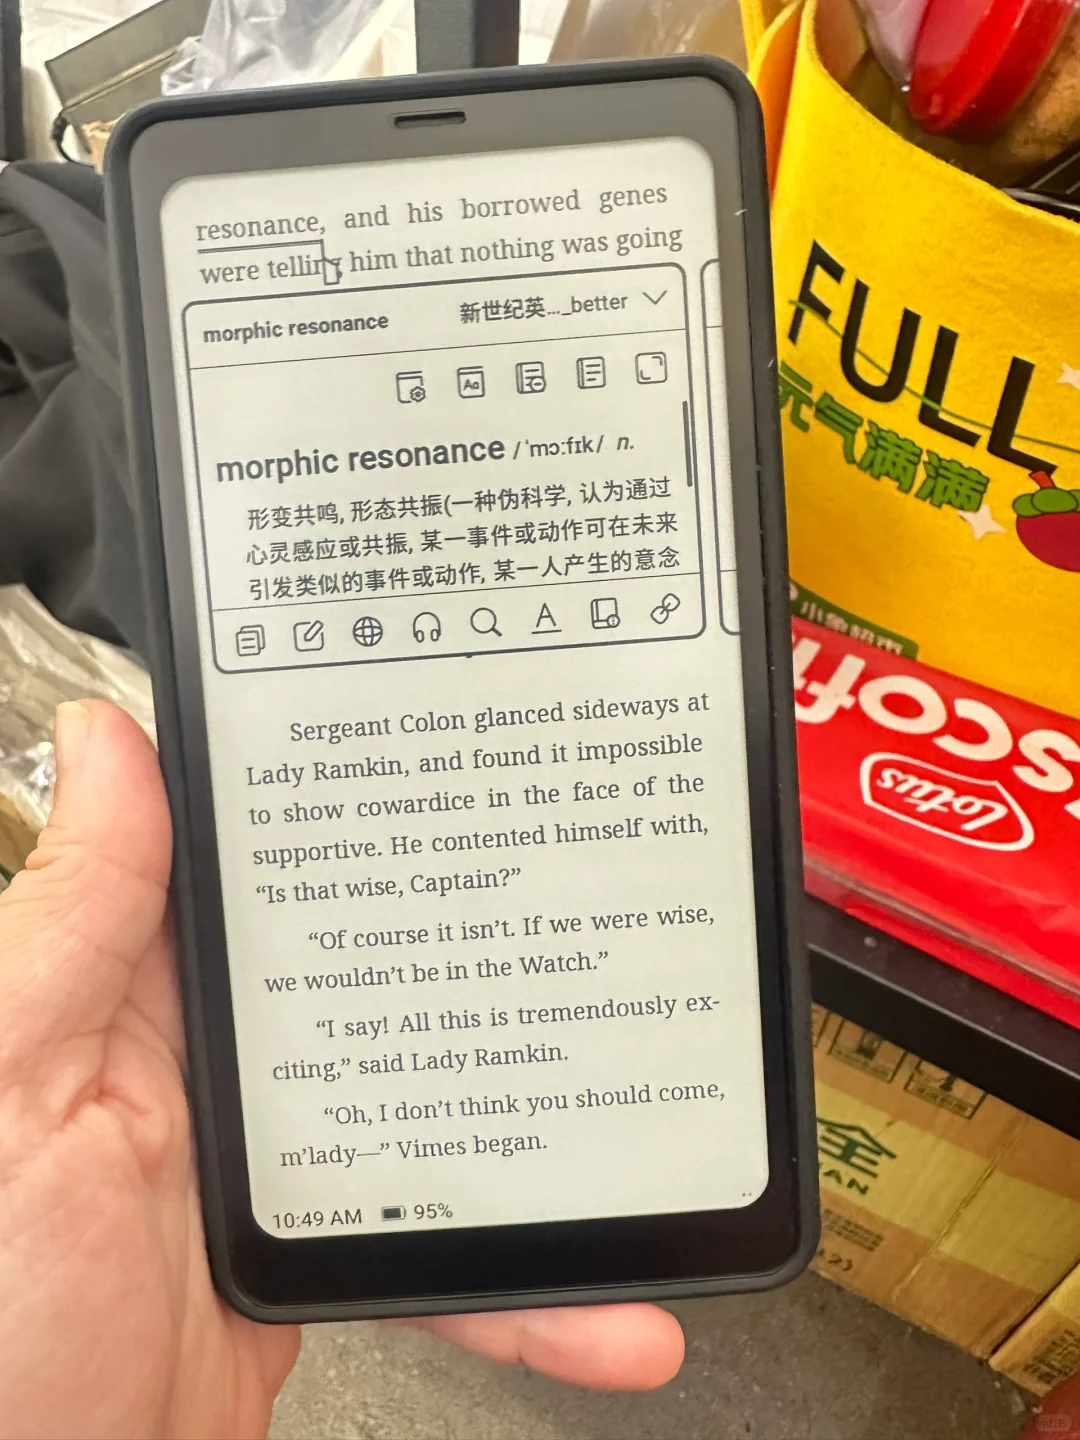 resonance, and his borrowed genes
were telling him that nothing was going
morphic resonance
新世纪英..._better
morphic resonance /ˈmɔːfɪk/ n.
形变共鸣, 形态共振(一种伪科学, 认为通过
心灵感应或共振, 某一事件或动作可在未来
引发类似的事件或动作, 某一人产生的意念
Sergeant Colon glanced sideways at
Lady Ramkin, and found it impossible
to show cowardice in the face of the
supportive. He contented himself with,
“Is that wise, Captain?”
“Of course it isn’t. If we were wise,
we wouldn’t be in the Watch.”
“I say! All this is tremendously ex-
citing,” said Lady Ramkin.
“Oh, I don’t think you should come,
m’lady—” Vimes began.
10:49 AM 95%
FULL
元气满满
小象超市
Lotus
全